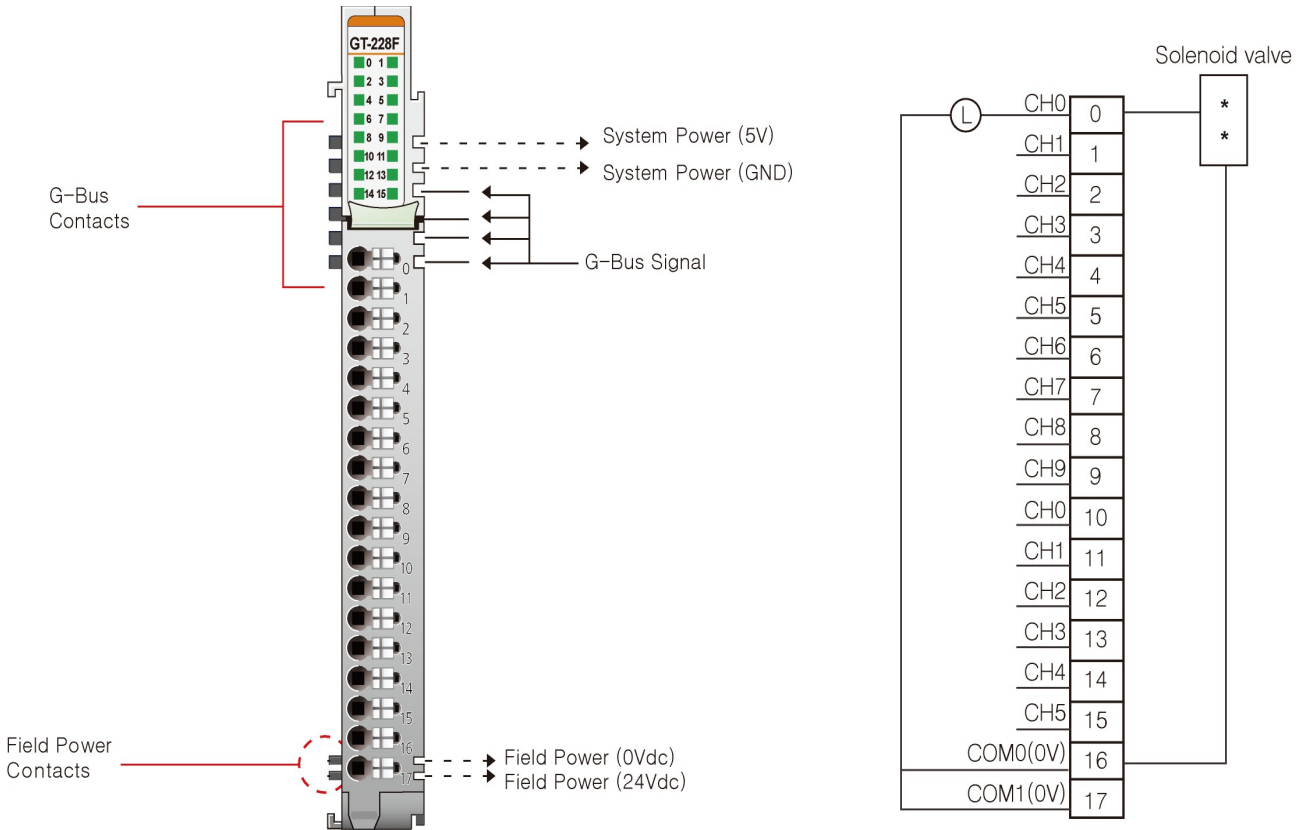 GT-228F
0 1
2 3
4 5
6 7
8 9
10 11
12 13
14 15
System Power (5V)
System Power (GND)
G-Bus
Contacts
G-Bus Signal
0
1
2
3
4
5
6
7
8
9
10
11
12
13
14
15
16
17
Field Power
Contacts
Field Power (0Vdc)
Field Power (24Vdc)
Solenoid valve
*
*
L
CH0 0
CH1 1
CH2 2
CH3 3
CH4 4
CH5 5
CH6 6
CH7 7
CH8 8
CH9 9
CH0 10
CH1 11
CH2 12
CH3 13
CH4 14
CH5 15
COM0(0V) 16
COM1(0V) 17